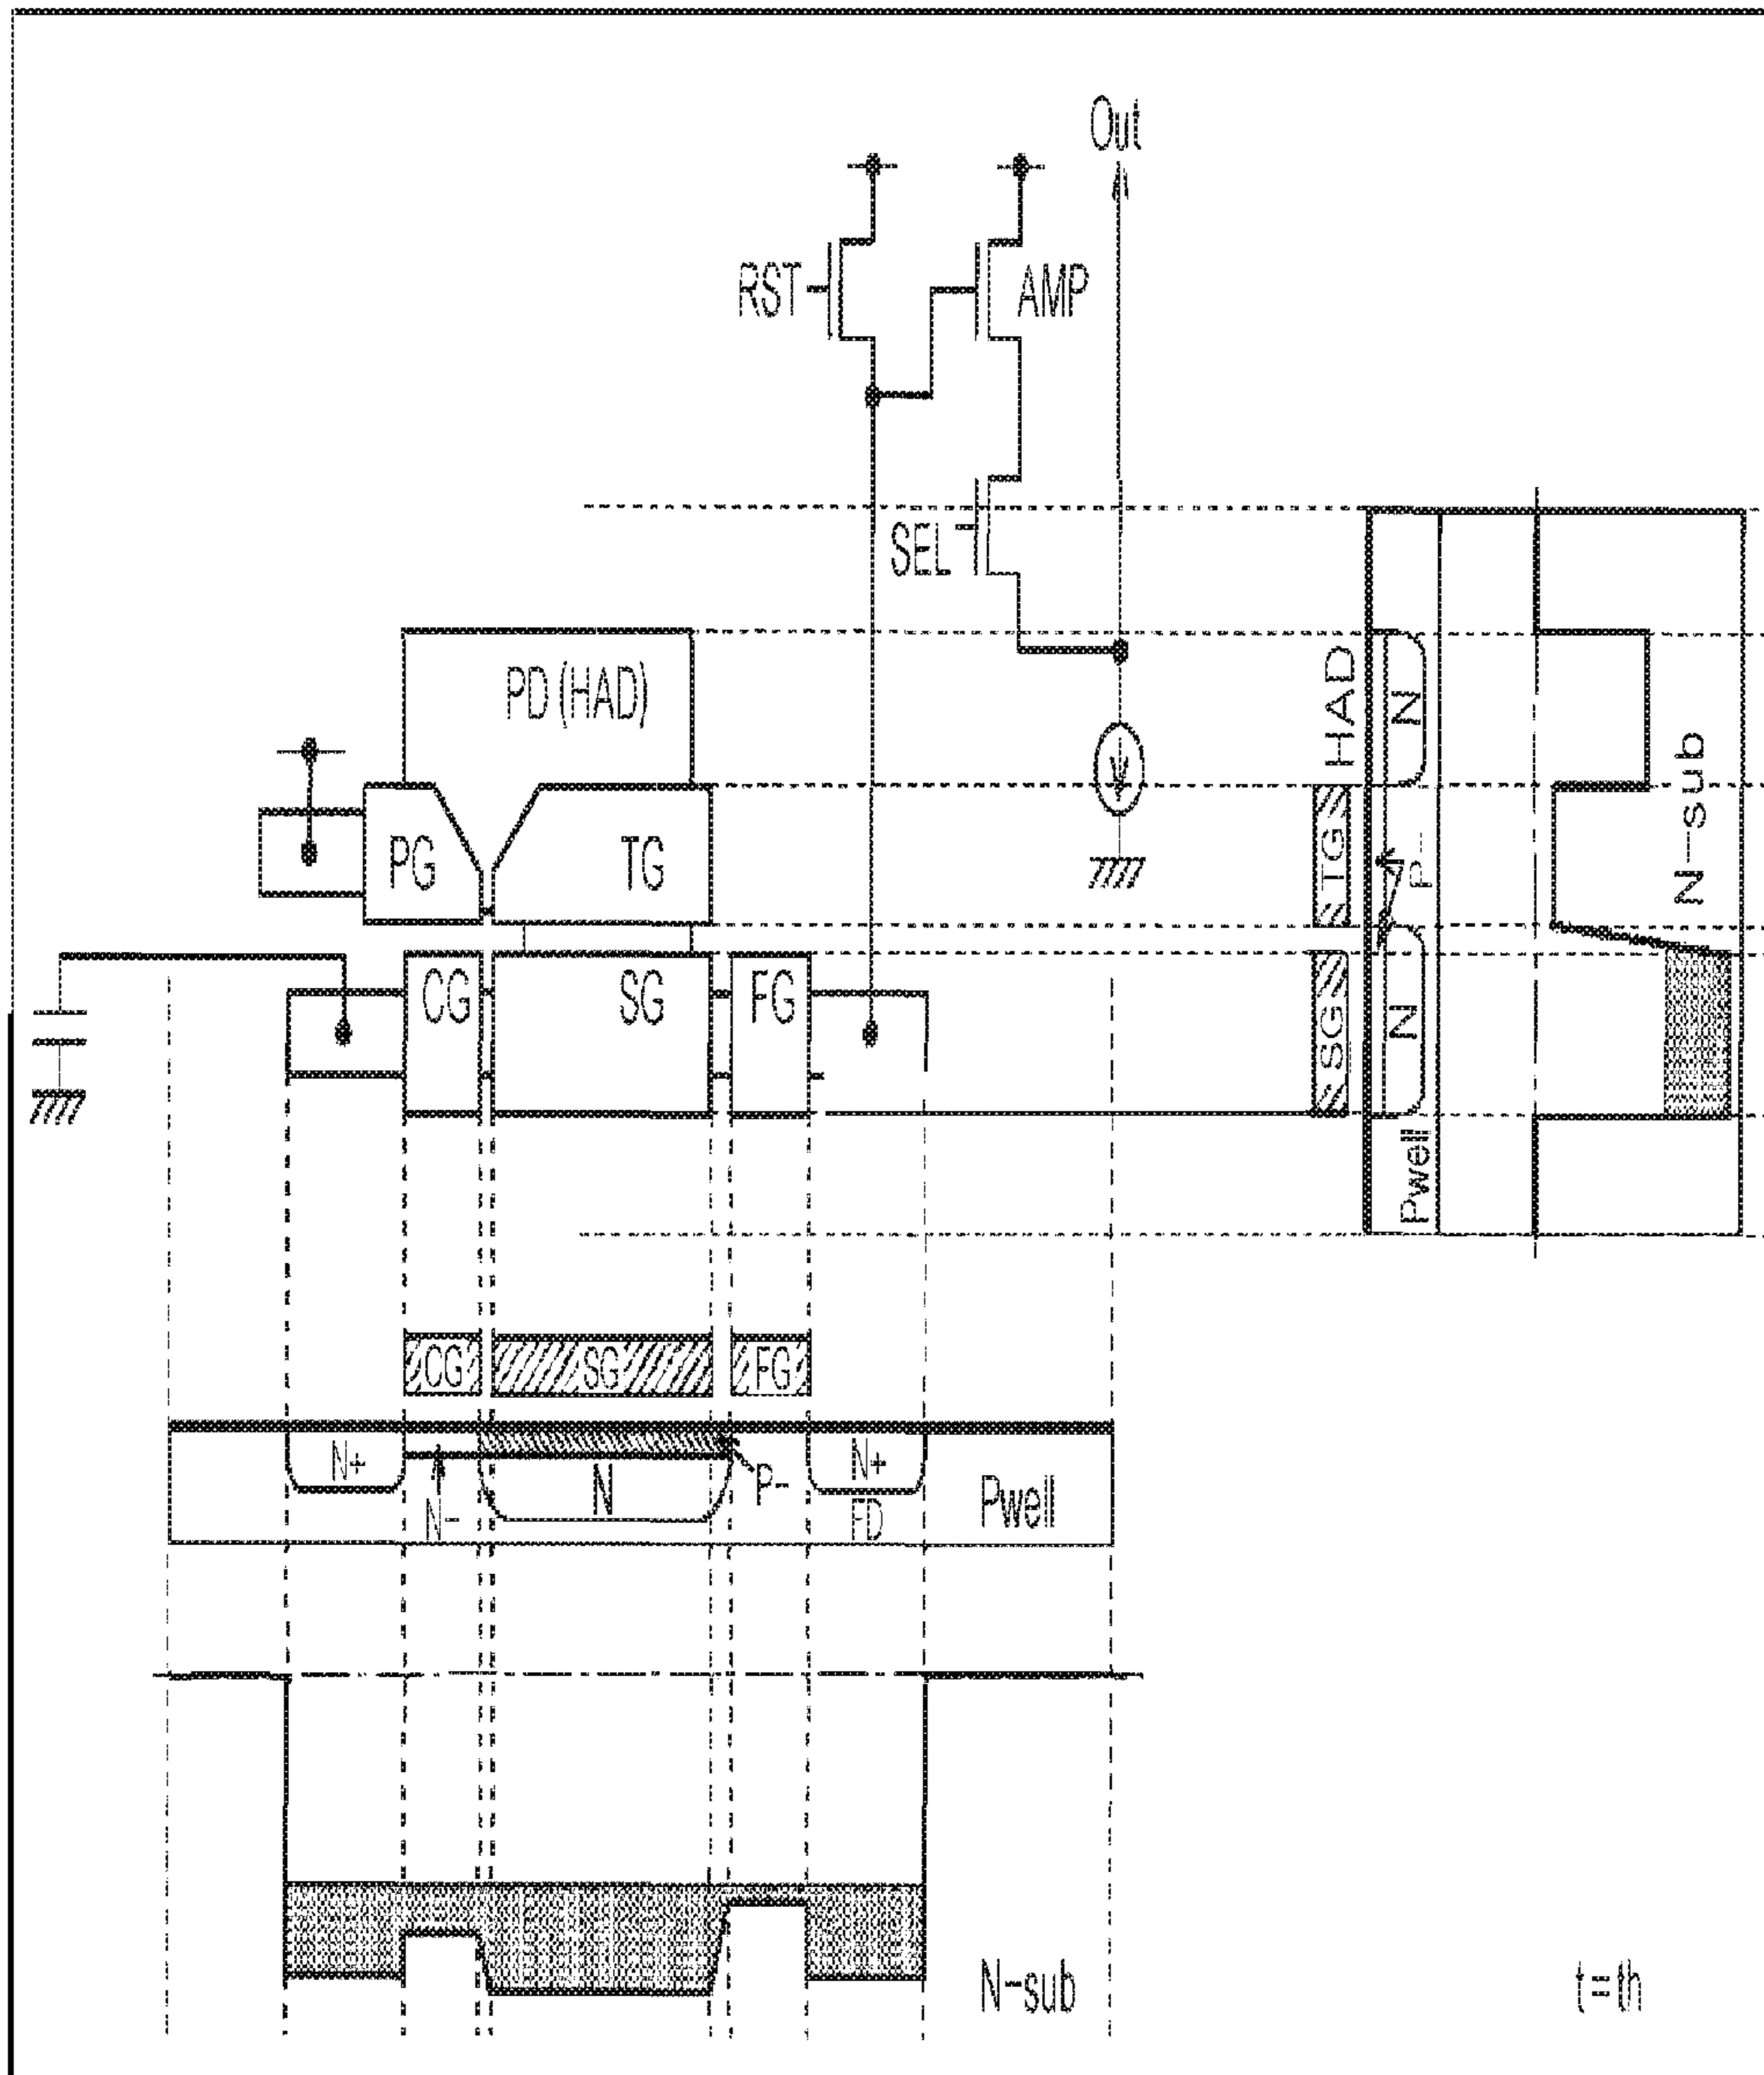 Out
RST
AMP
SEL
PD (HAD)
PG
TG
CG
SG
FG
HAD
TG
SG
N
P-
N
Pwell
N-sub
CG
SG
FG
N+
N-
N
P-
N+
FD
Pwell
N-sub
t=th